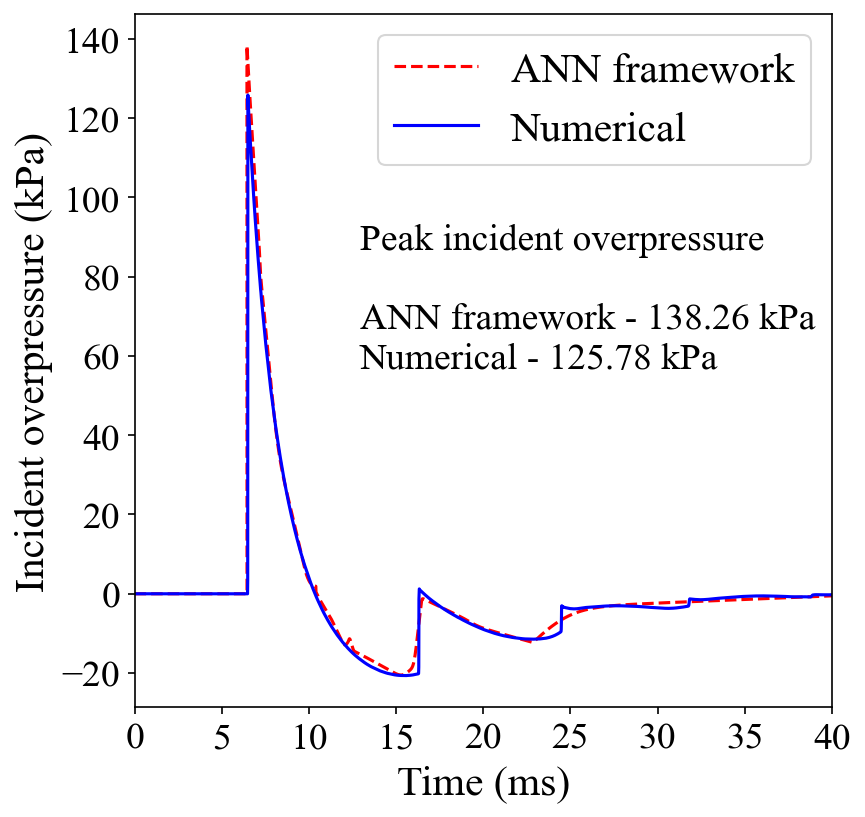 ANN framework
Numerical
Peak incident overpressure
ANN framework - 138.26 kPa
Numerical - 125.78 kPa
Incident overpressure (kPa)
140
120
100
80
60
40
20
0
−20
0 5 10 15 20 25 30 35 40
Time (ms)